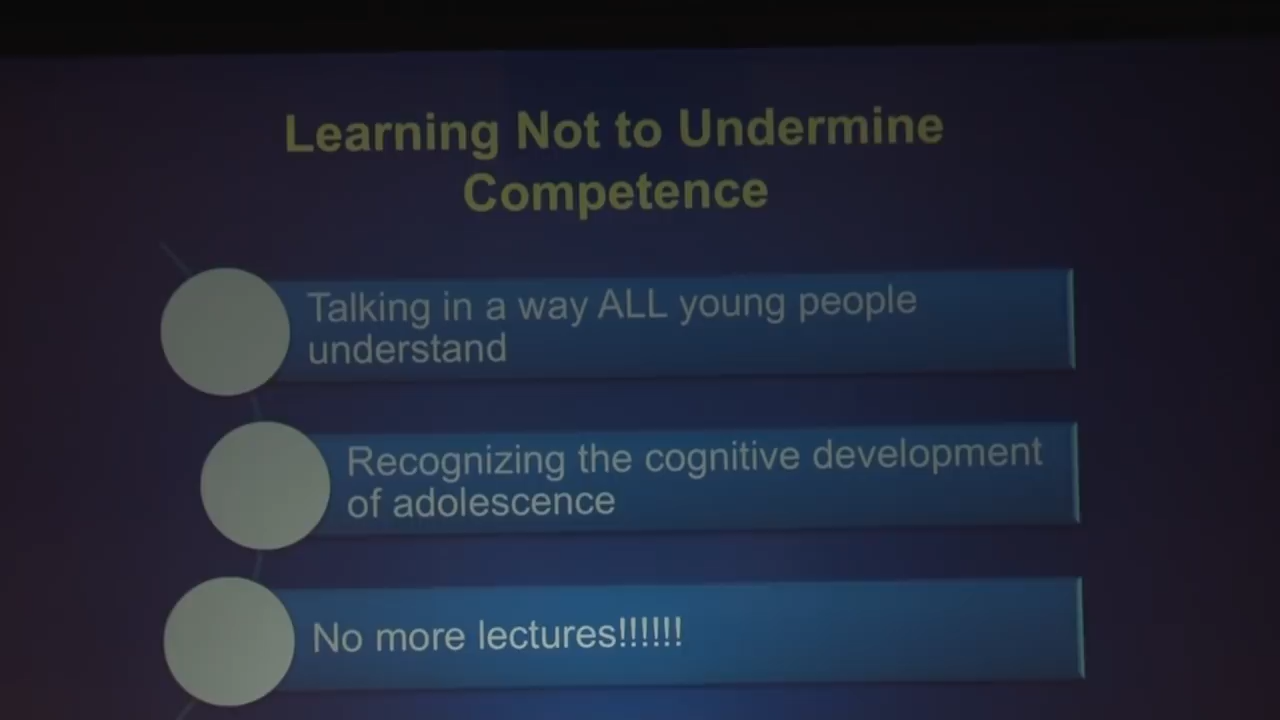 Learning Not to Undermine
Competence
Talking in a way ALL young people
understand
Recognizing the cognitive development
of adolescence
No more lectures!!!!!!